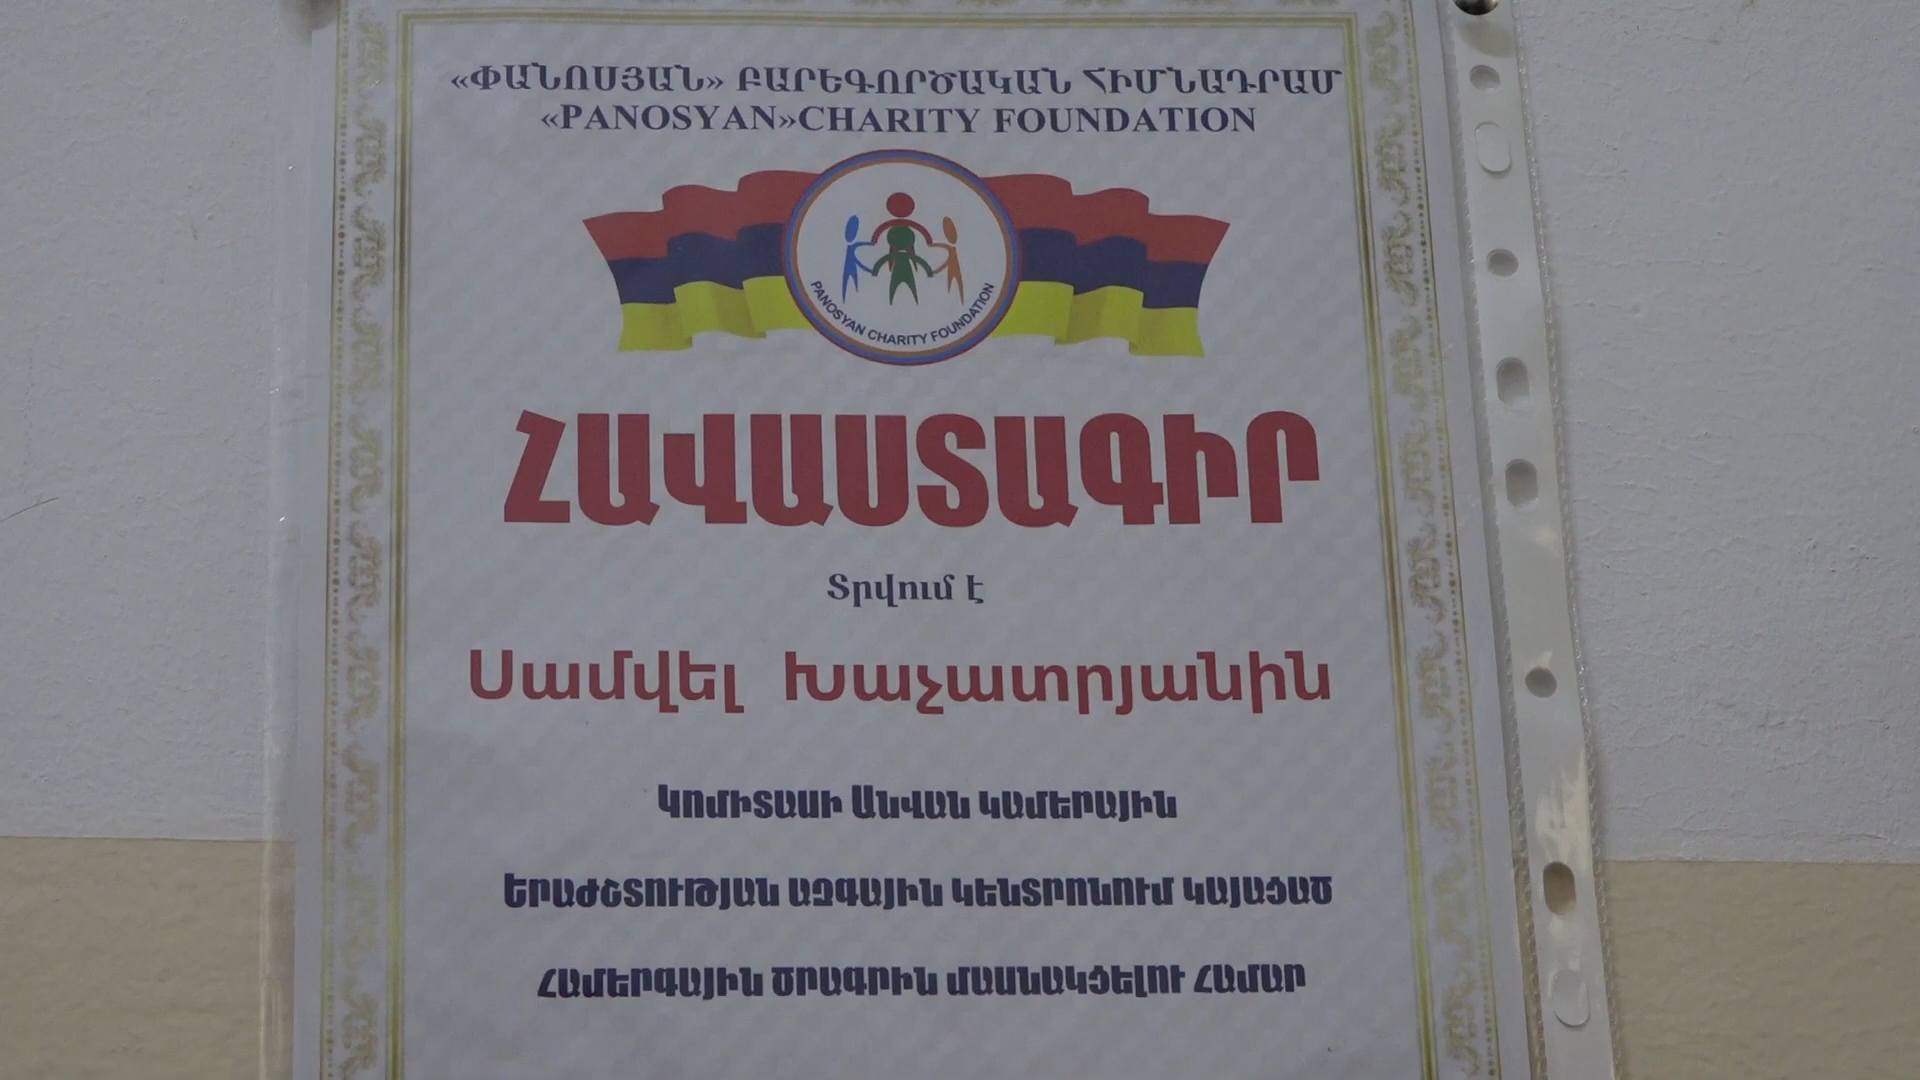 «ՓԱՆՈՍՅԱՆ» ԲԱՐԵԳՈՐԾԱԿԱՆ ՀԻՄՆԱԴՐԱՄ
«PANOSYAN»CHARITY FOUNDATION
PANOSYAN CHARITY FOUNDATION
ՀԱՎԱՍՏԱԳԻՐ
Տրվում է
Սամվել Խաչատրյանին
ԿՈՄԻՏԱՍԻ ԱՆՎԱՆ ԿԱՄԵՐԱՅԻՆ
ԵՐԱԺՇՏՈՒԹՅԱՆ ԱԶԳԱՅԻՆ ԿԵՆՏՐՈՆՈՒՄ ԿԱՅԱՑԱԾ
ՀԱՄԵՐԳԱՅԻՆ ԾՐԱԳՐԻՆ ՄԱՍՆԱԿՑԵԼՈՒ ՀԱՄԱՐ